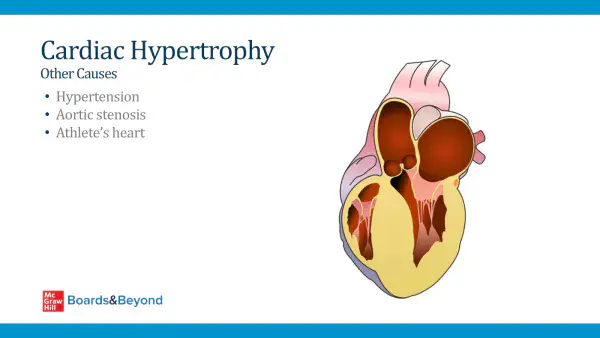 Cardiac Hypertrophy
Other Causes
• Hypertension
• Aortic stenosis
• Athlete's heart
Mc
Graw
Hill
Boards&Beyond